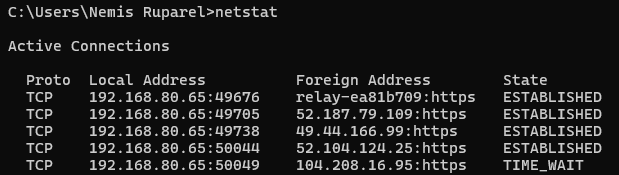 C:\Users\Nemis Ruparel>netstat
Active Connections
Proto Local Address Foreign Address State
TCP 192.168.80.65:49676 relay-ea81b709:https ESTABLISHED
TCP 192.168.80.65:49705 52.187.79.109:https ESTABLISHED
TCP 192.168.80.65:49738 49.44.166.99:https ESTABLISHED
TCP 192.168.80.65:50044 52.104.124.25:https ESTABLISHED
TCP 192.168.80.65:50049 104.208.16.95:https TIME_WAIT